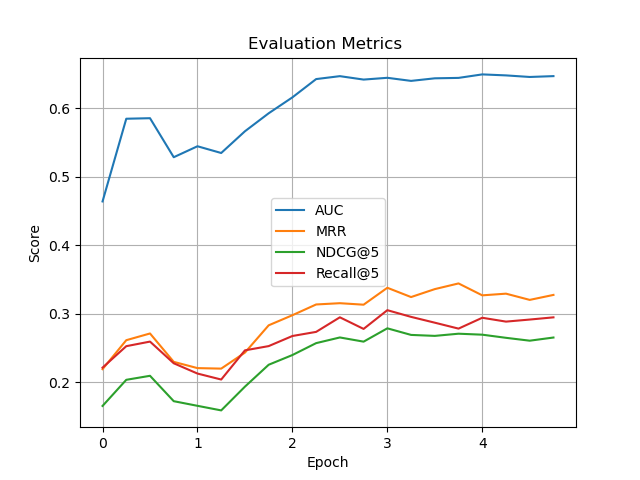 Evaluation Metrics
Score
0.6
0.5
0.4
0.3
0.2
AUC
MRR
NDCG@5
Recall@5
0 1 2 3 4
Epoch